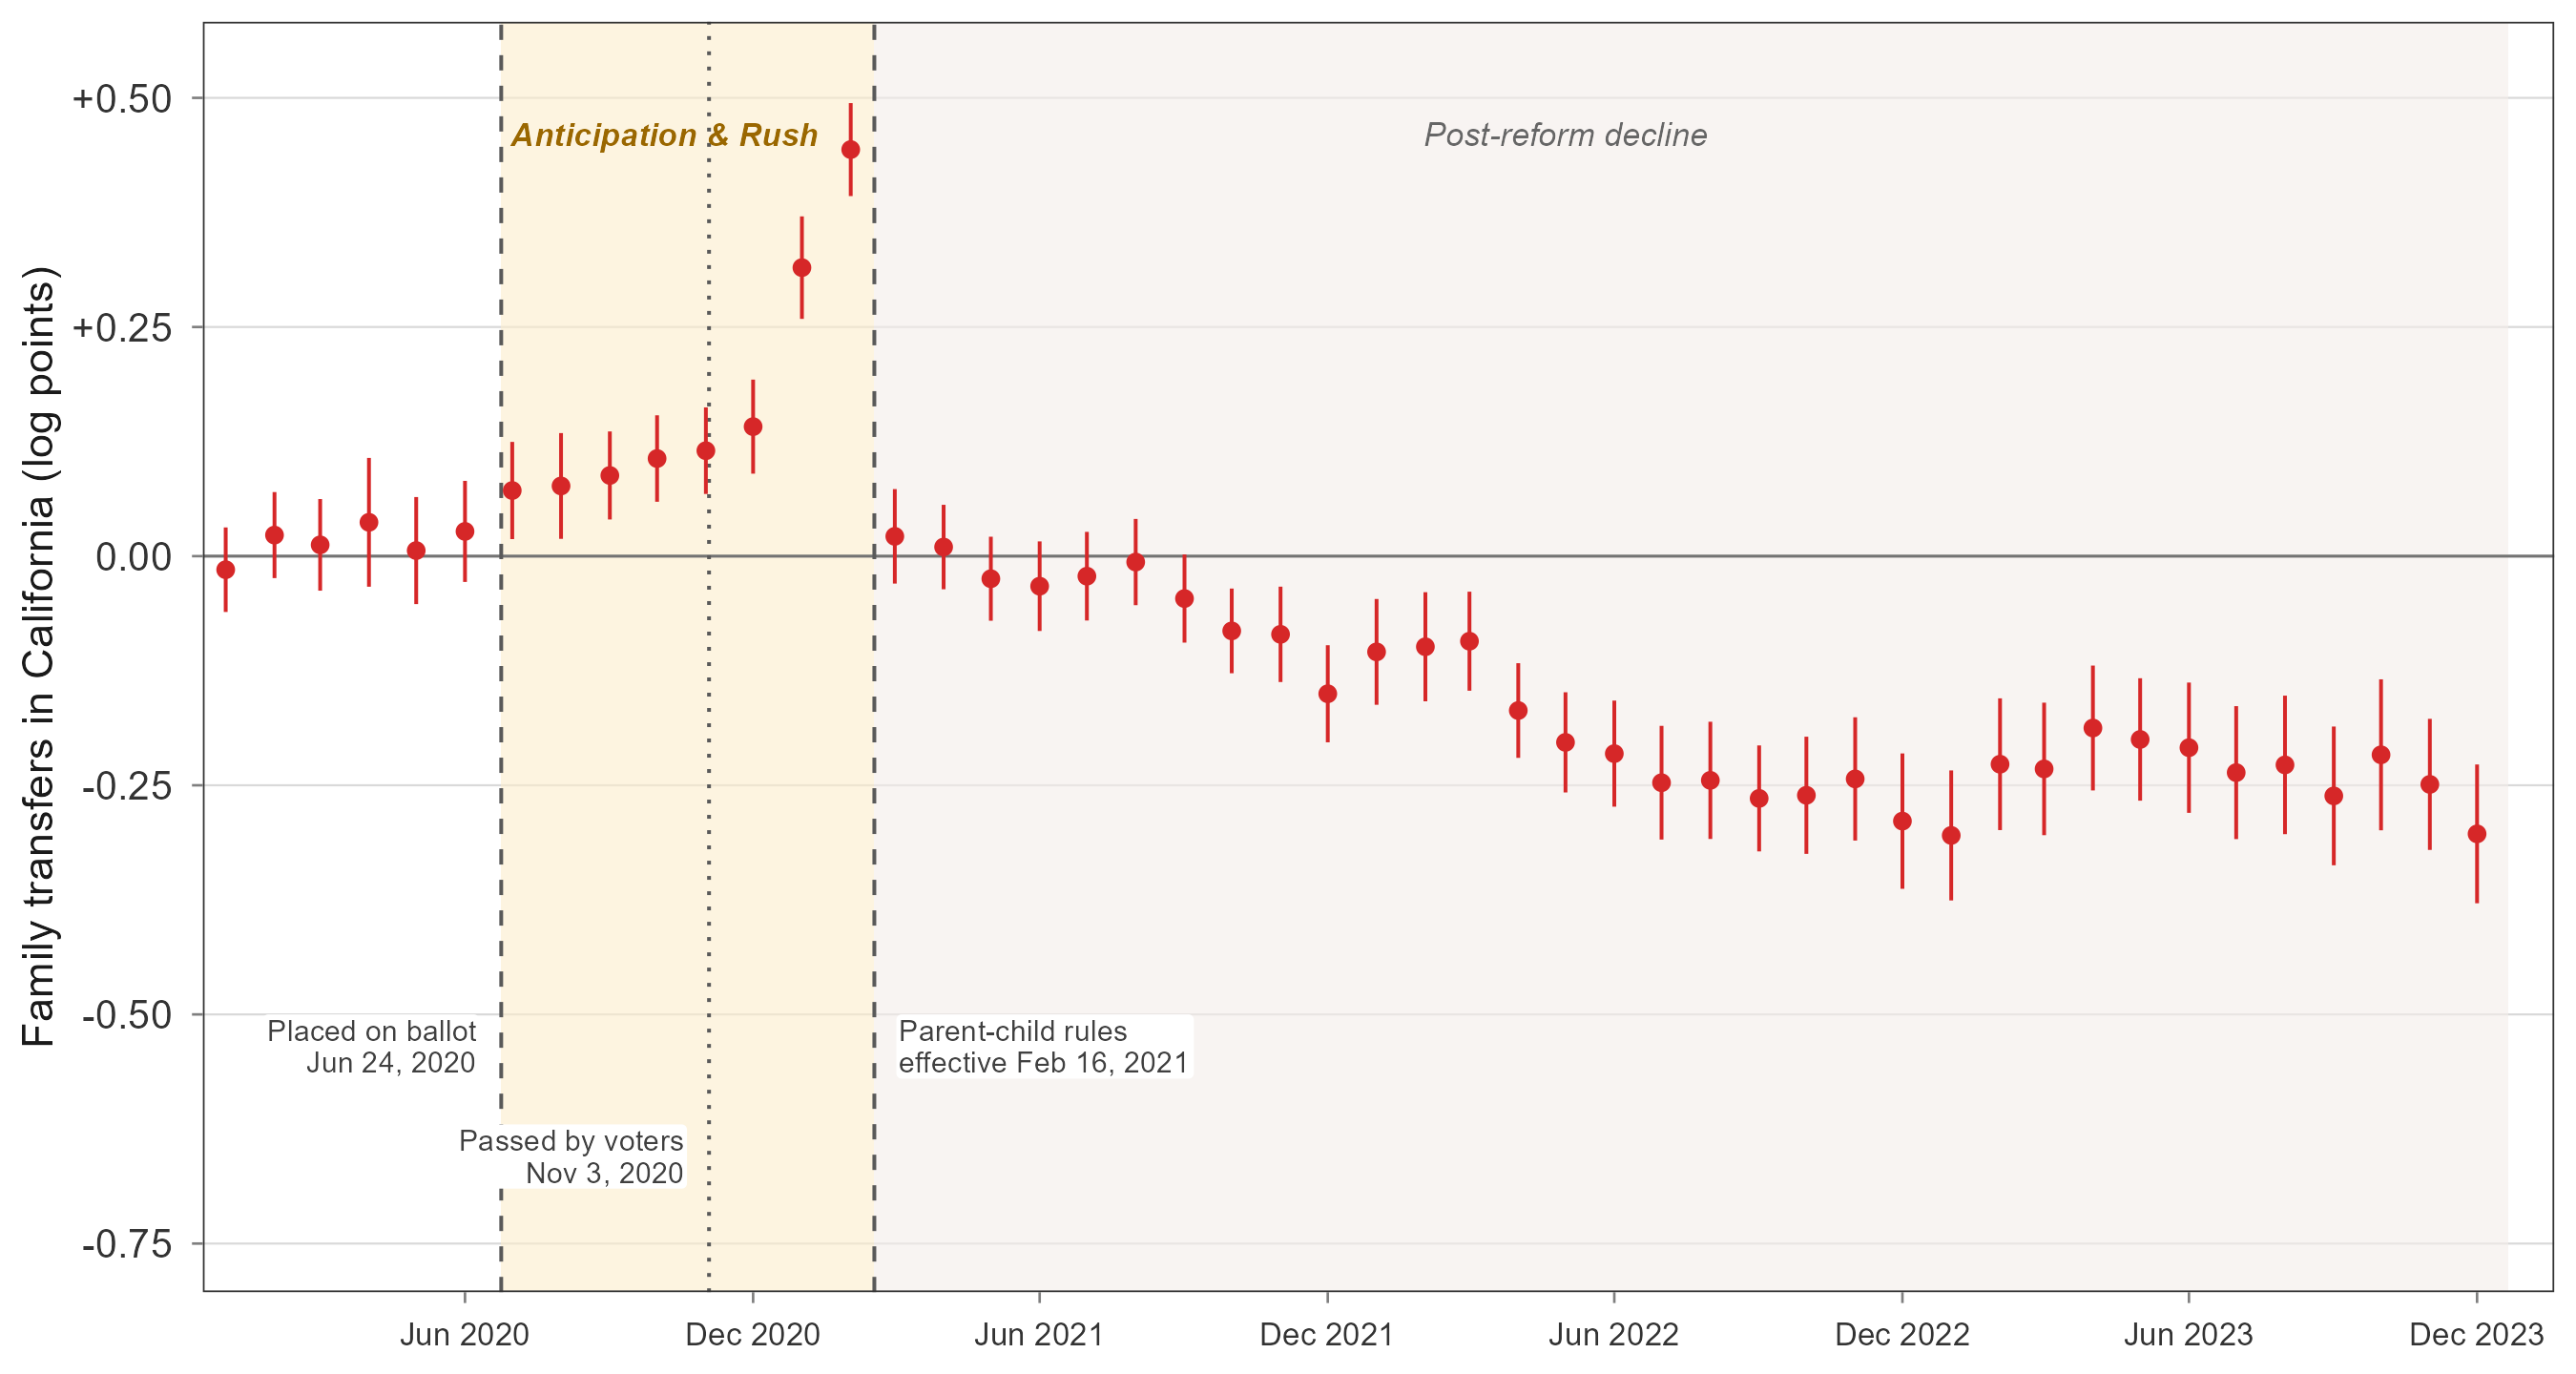 Family transfers in California (log points)
+0.50
+0.25
0.00
-0.25
-0.50
-0.75
Anticipation & Rush
Post-reform decline
Placed on ballot
Jun 24, 2020
Passed by voters
Nov 3, 2020
Parent-child rules
effective Feb 16, 2021
Jun 2020
Dec 2020
Jun 2021
Dec 2021
Jun 2022
Dec 2022
Jun 2023
Dec 2023